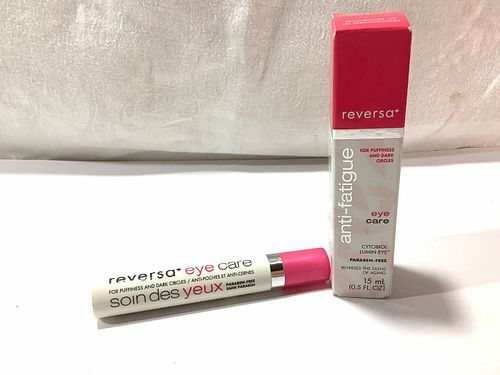 reversa+
anti-fatigue
FOR PUFFINESS
AND DARK
CIRCLES
eye
care
CYTOBIOL
LUMIN-EYE*
PARABEN-FREE
REVERSES THE SIGNS
OF AGING
15 mL
(0.5 FL.OZ)
reversa+ eye care
FOR PUFFINESS AND DARK CIRCLES / ANTI-POCHES ET ANTI-CERNES
soin des yeux
PARABEN-FREE
SANS PARABEN